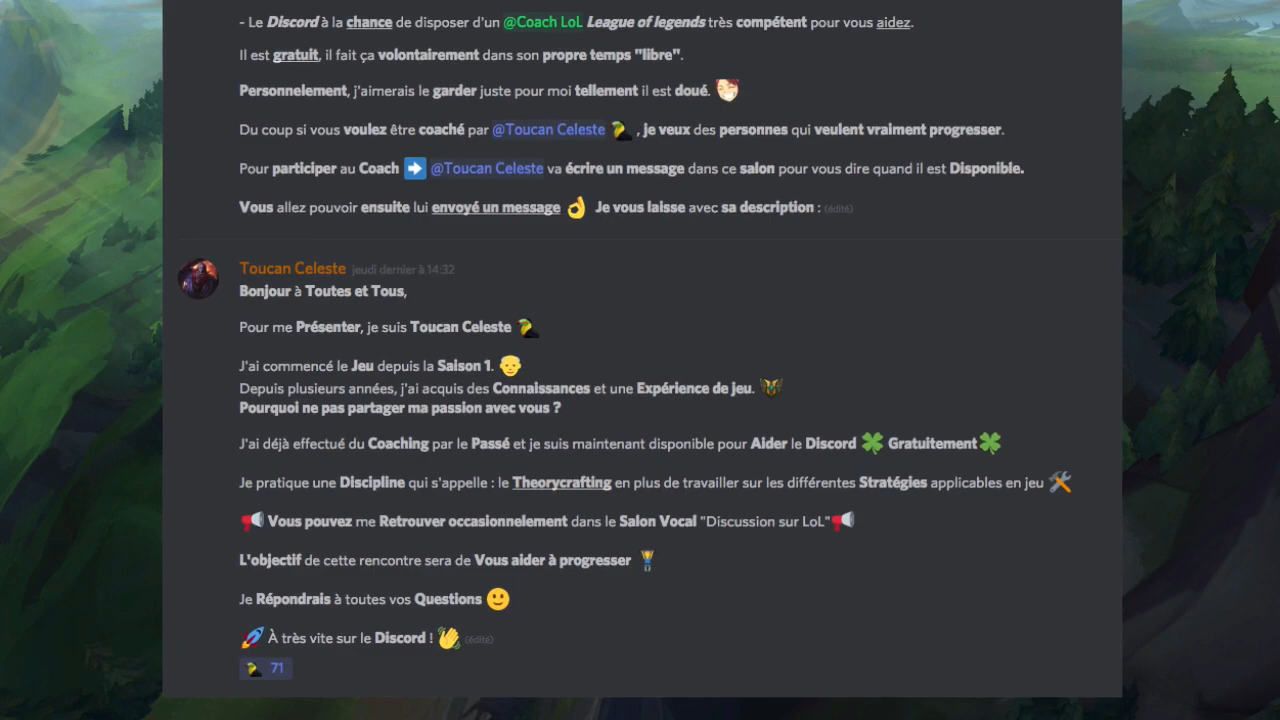 - Le Discord à la chance de disposer d'un @Coach LoL League of legends très compétent pour vous aidez.
Il est gratuit, il fait ça volontairement dans son propre temps "libre".
Personnelement, j'aimerais le garder juste pour moi tellement il est doué.
Du coup si vous voulez être coaché par @Toucan Celeste , je veux des personnes qui veulent vraiment progresser.
Pour participer au Coach ➡ @Toucan Celeste va écrire un message dans ce salon pour vous dire quand il est Disponible.
Vous allez pouvoir ensuite lui envoyé un message 👌 Je vous laisse avec sa description : (édité)
Toucan Celeste jeudi dernier à 14:32
Bonjour à Toutes et Tous,
Pour me Présenter, je suis Toucan Celeste
J'ai commencé le Jeu depuis la Saison 1.
Depuis plusieurs années, j'ai acquis des Connaissances et une Expérience de jeu.
Pourquoi ne pas partager ma passion avec vous ?
J'ai déjà effectué du Coaching par le Passé et je suis maintenant disponible pour Aider le Discord 🍀 Gratuitement🍀
Je pratique une Discipline qui s'appelle : le Theorycrafting en plus de travailler sur les différentes Stratégies applicables en jeu 🛠
📢 Vous pouvez me Retrouver occasionnelement dans le Salon Vocal "Discussion sur LoL"📢
L'objectif de cette rencontre sera de Vous aider à progresser
Je Répondrais à toutes vos Questions 🙂
🚀 À très vite sur le Discord ! 👋 (édité)
71